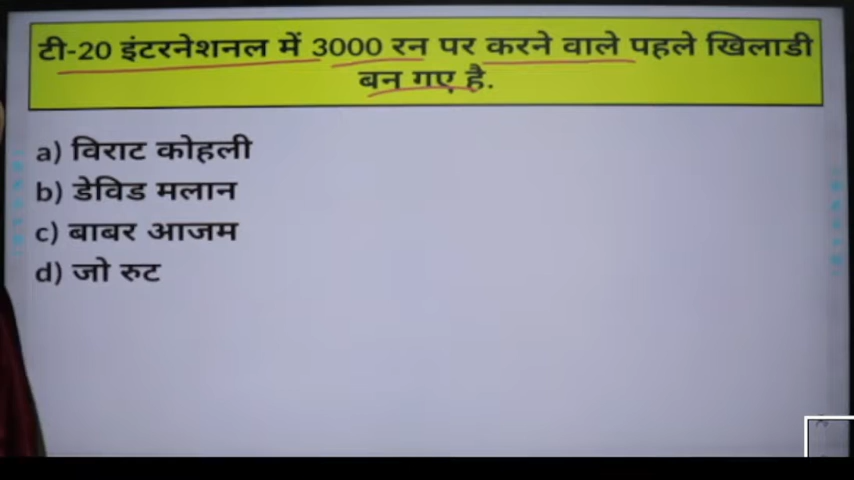 टी-20 इंटरनेशनल में 3000 रन पर करने वाले पहले खिलाडी
बन गए है.
a) विराट कोहली
b) डेविड मलान
c) बाबर आजम
d) जो रुट